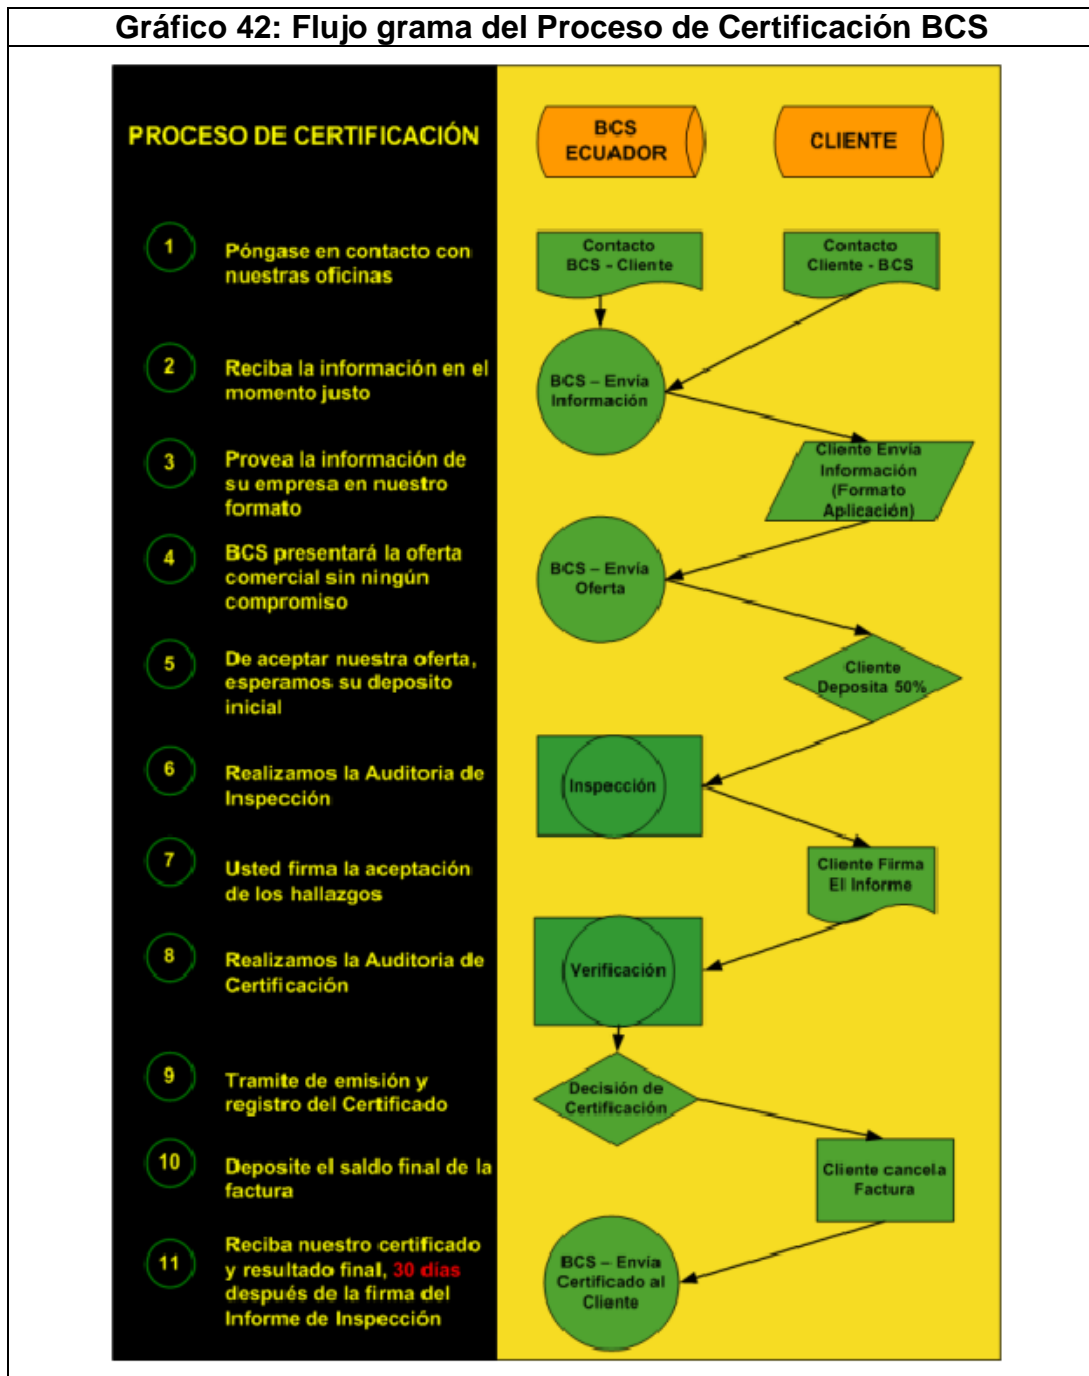 Gráfico 42: Flujo grama del Proceso de Certificación BCS
PROCESO DE CERTIFICACIÓN
BCS
ECUADOR
CLIENTE
1
Póngase en contacto con
nuestras oficinas
Contacto
BCS - Cliente
Contacto
Cliente - BCS
2
Reciba la información en el
momento justo
BCS – Envía
Información
3
Provea la información de
su empresa en nuestro
formato
Cliente Envía
Información
(Formato
Aplicación)
4
BCS presentará la oferta
comercial sin ningún
compromiso
BCS – Envía
Oferta
5
De aceptar nuestra oferta,
esperamos su deposito
inicial
Cliente
Deposita 50%
6
Realizamos la Auditoria de
Inspección
Inspección
7
Usted firma la aceptación
de los hallazgos
Cliente Firma
El Informe
8
Realizamos la Auditoria de
Certificación
Verificación
9
Tramite de emisión y
registro del Certificado
Decisión de
Certificación
10
Deposite el saldo final de la
factura
Cliente cancela
Factura
11
Reciba nuestro certificado
y resultado final, 30 días
después de la firma del
Informe de Inspección
BCS – Envía
Certificado al
Cliente